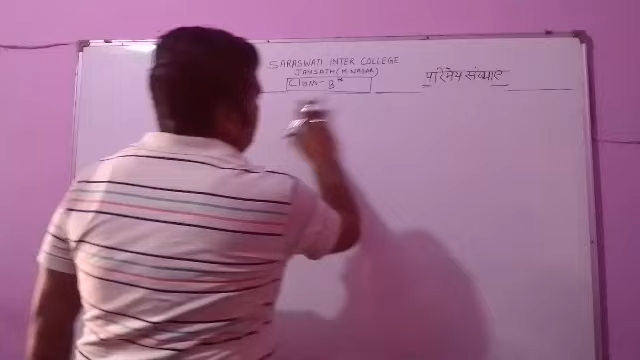 SARASWATI INTER COLLEGE
JANSATH (M.NAGAR)
Class - 8th
परिमेय संख्याएं